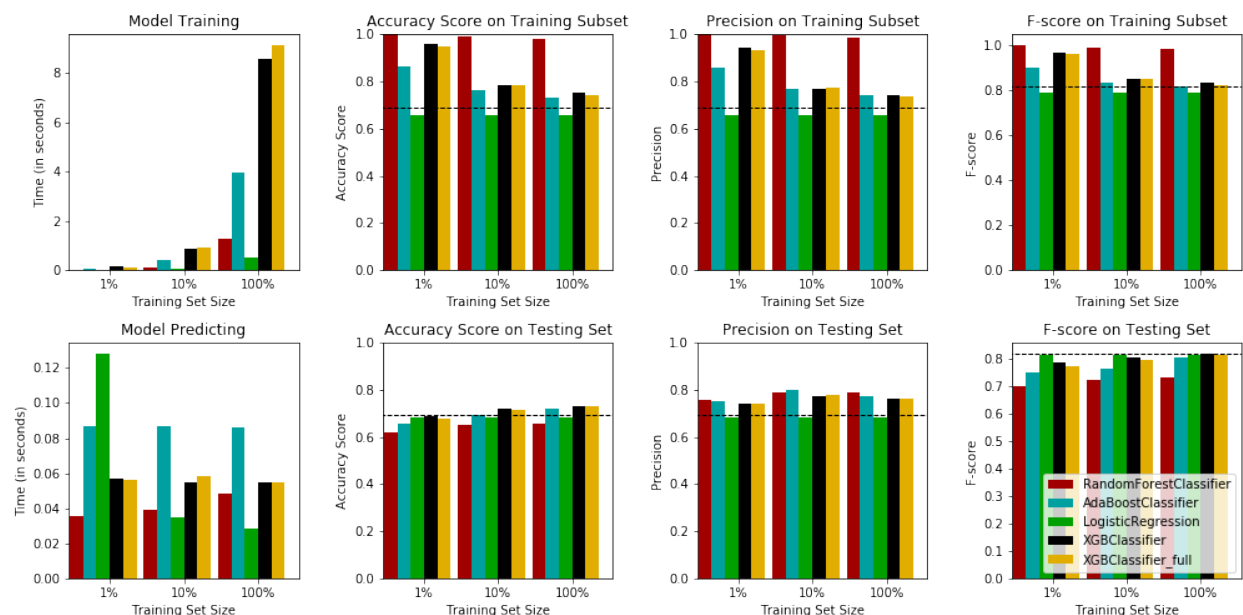 Model Training
Time (in seconds)
8
6
4
2
0
1% 10% 100%
Training Set Size
Accuracy Score on Training Subset
Accuracy Score
1.0
0.8
0.6
0.4
0.2
0.0
1% 10% 100%
Training Set Size
Precision on Training Subset
Precision
1.0
0.8
0.6
0.4
0.2
0.0
1% 10% 100%
Training Set Size
F-score on Training Subset
F-score
1.0
0.8
0.6
0.4
0.2
0.0
1% 10% 100%
Training Set Size
Model Predicting
Time (in seconds)
0.12
0.10
0.08
0.06
0.04
0.02
0.00
1% 10% 100%
Training Set Size
Accuracy Score on Testing Set
Accuracy Score
1.0
0.8
0.6
0.4
0.2
0.0
1% 10% 100%
Training Set Size
Precision on Testing Set
Precision
1.0
0.8
0.6
0.4
0.2
0.0
1% 10% 100%
Training Set Size
F-score on Testing Set
F-score
0.8
0.7
0.6
0.5
0.4
0.3
0.2
0.1
0.0
RandomForestClassifier
AdaBoostClassifier
LogisticRegression
XGBClassifier
XGBClassifier_full
1% 10% 100%
Training Set Size